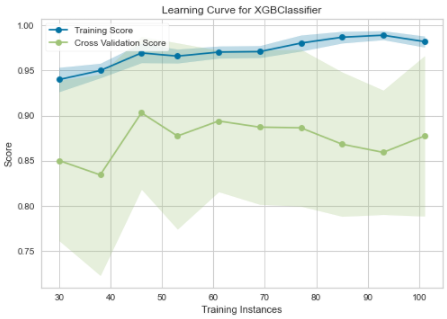 Learning Curve for XGBClassifier
Training Score
Cross Validation Score
1.00
0.95
0.90
0.85
0.80
0.75
Score
30 40 50 60 70 80 90 100
Training Instances